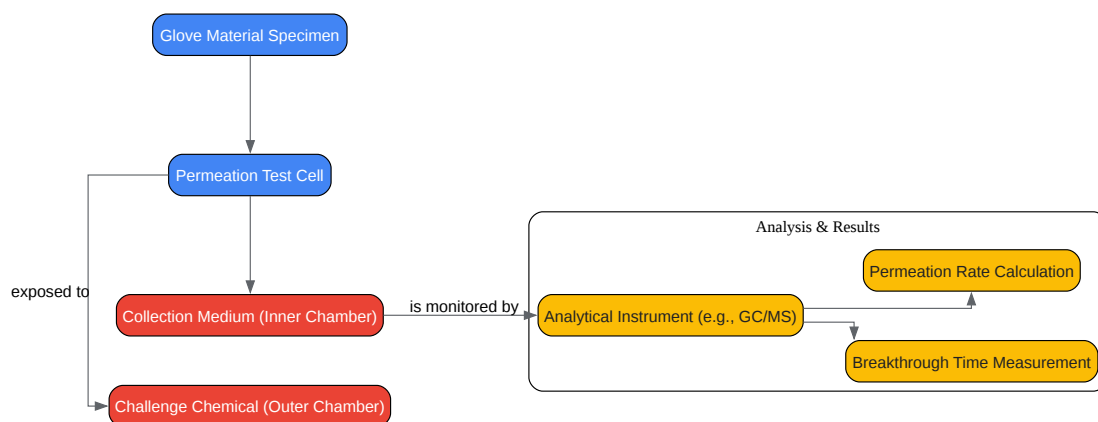 Glove Material Specimen
Permeation Test Cell
Analysis & Results
Permeation Rate Calculation
exposed to
Collection Medium (Inner Chamber)
is monitored by
Analytical Instrument (e.g., GC/MS)
Breakthrough Time Measurement
Challenge Chemical (Outer Chamber)